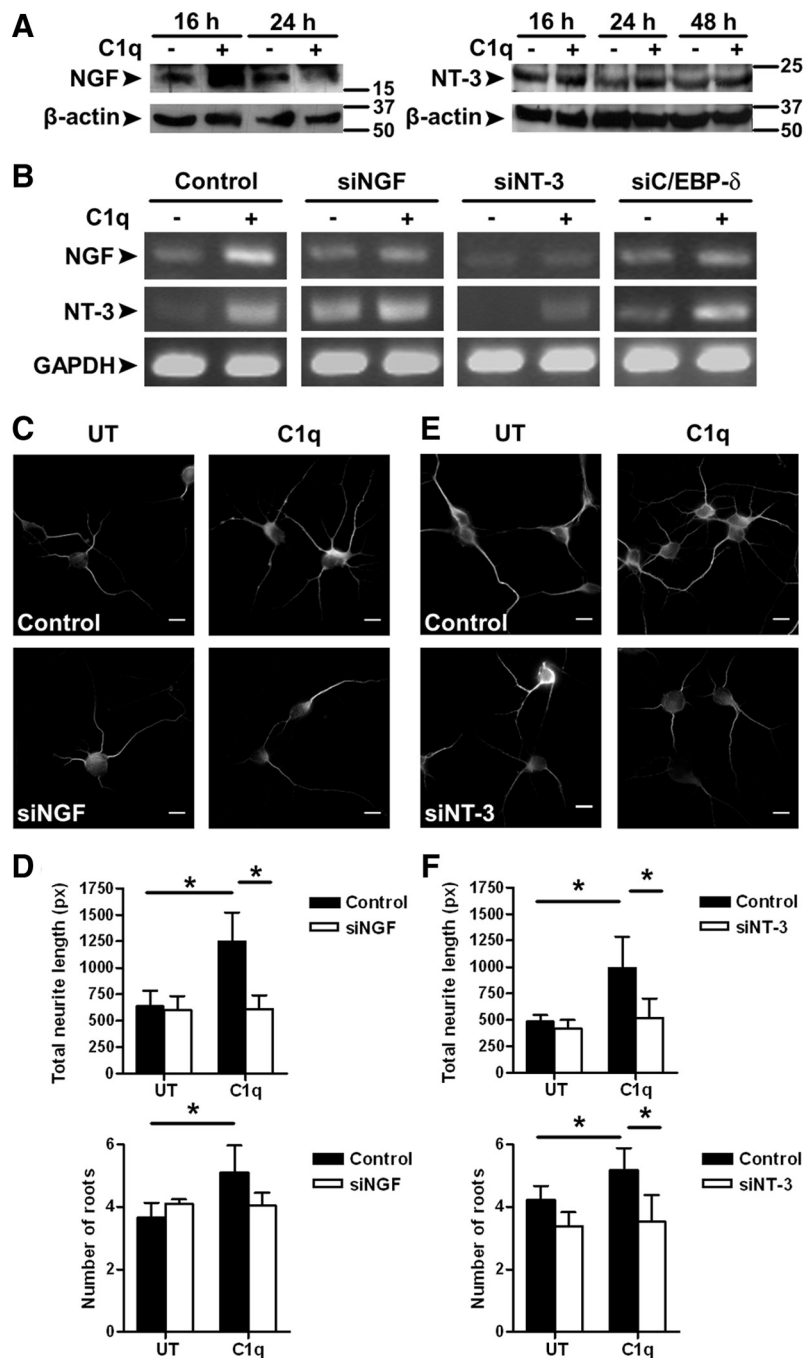 A
16 h 24 h
C1q - + - +
NGF
15
β-actin
37
50
16 h 24 h 48 h
C1q - + - + - +
25
NT-3
β-actin
37
50
B
Control siNGF siNT-3 siC/EBP-δ
C1q - + - + - + - +
NGF
NT-3
GAPDH
C
UT C1q
Control
siNGF
E
UT C1q
Control
siNT-3
D
Total neurite length (px)
1750
1500
1250
1000
750
500
250
0
* *
UT C1q
Control
siNGF
Number of roots
6
4
2
0
*
UT C1q
Control
siNGF
F
Total neurite length (px)
1750
1500
1250
1000
750
500
250
0
* *
UT C1q
Control
siNT-3
Number of roots
6
4
2
0
* *
UT C1q
Control
siNT-3